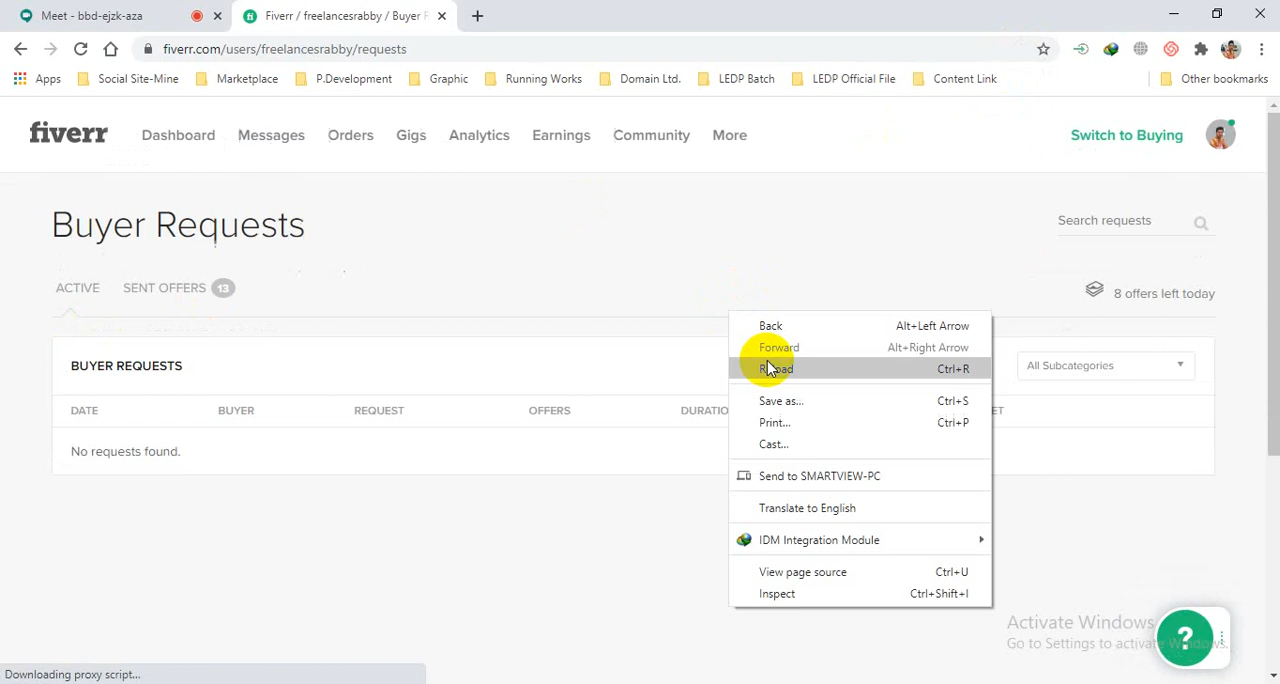 Meet - bbd-ejzk-aza
Fiverr / freelancesrabby / Buyer R
fiverr.com/users/freelancesrabby/requests
Apps
Social Site-Mine
Marketplace
P.Development
Graphic
Running Works
Domain Ltd.
LEDP Batch
LEDP Official File
Content Link
Other bookmarks
fiverr
Dashboard
Messages
Orders
Gigs
Analytics
Earnings
Community
More
Switch to Buying
Buyer Requests
Search requests
ACTIVE
SENT OFFERS 13
8 offers left today
BUYER REQUESTS
All Subcategories
DATE
BUYER
REQUEST
OFFERS
DURATIO
ET
No requests found.
Back Alt+Left Arrow
Forward Alt+Right Arrow
Reload Ctrl+R
Save as... Ctrl+S
Print... Ctrl+P
Cast...
Send to SMARTVIEW-PC
Translate to English
IDM Integration Module
View page source Ctrl+U
Inspect Ctrl+Shift+I
Activate Windows
Go to Settings to activate Windows.
?
Downloading proxy script...